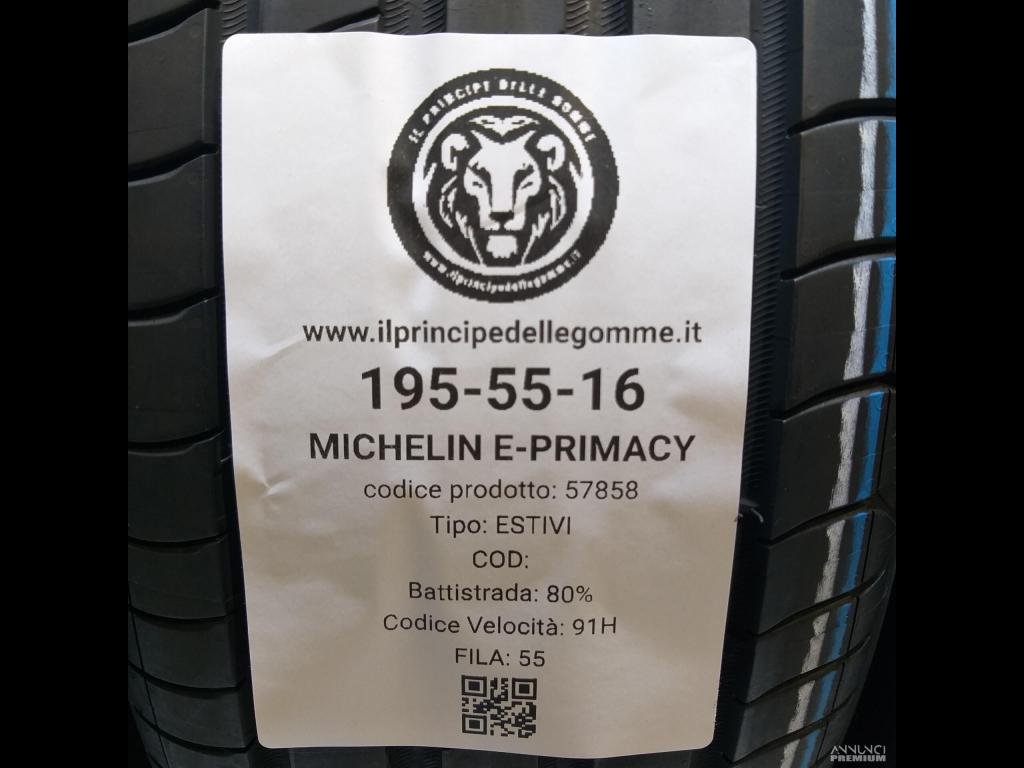 IL PRINCIPE DELLE GOMME
www.ilprincipedellegomme.it
www.ilprincipedellegomme.it
195-55-16
MICHELIN E-PRIMACY
codice prodotto: 57858
Tipo: ESTIVI
COD:
Battistrada: 80%
Codice Velocità: 91H
FILA: 55
ANNUNCI
PREMIUM